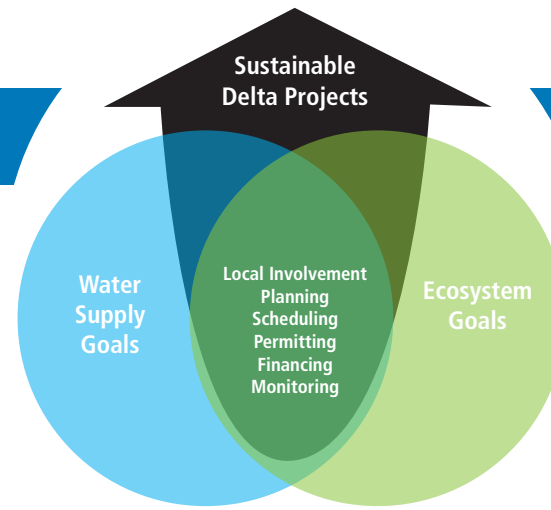 Sustainable
Delta Projects
Water
Supply
Goals
Local Involvement
Planning
Scheduling
Permitting
Financing
Monitoring
Ecosystem
Goals